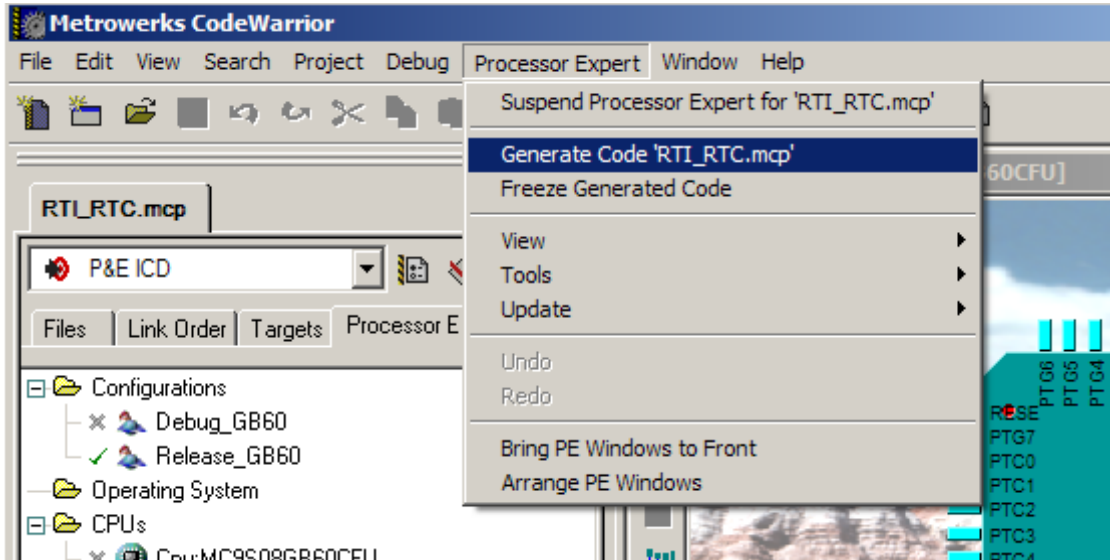 Metrowerks CodeWarrior
File Edit View Search Project Debug Processor Expert Window Help
Suspend Processor Expert for 'RTI_RTC.mcp'
Generate Code 'RTI_RTC.mcp'
60CFU]
Freeze Generated Code
RTI_RTC.mcp
View
P&E ICD
Tools
Update
Files Link Order Targets Processor E
Undo
PTG6 PTG5 PTG4
Configurations
Redo
RESE
Debug_GB60
PTG7
Release_GB60
Bring PE Windows to Front
PTC0
Operating System
Arrange PE Windows
PTC1
PTC2
CPUs
PTC3
Cpu:MC9S08GB60CFU
PTC4